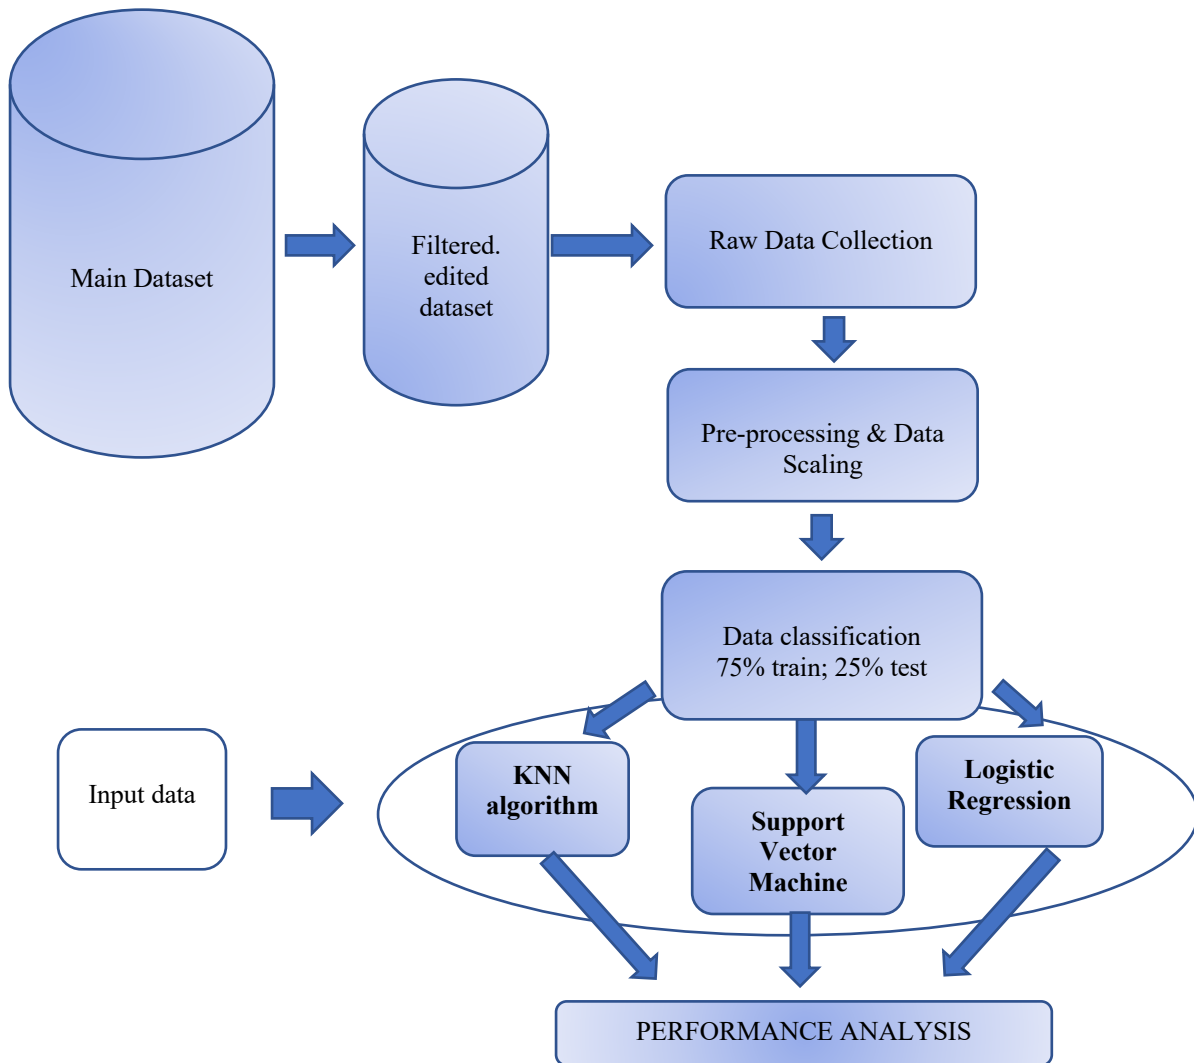 Main Dataset
Filtered.
edited
dataset
Raw Data Collection
Pre-processing & Data
Scaling
Data classification
75% train; 25% test
Input data
KNN
algorithm
Support
Vector
Machine
Logistic
Regression
PERFORMANCE ANALYSIS